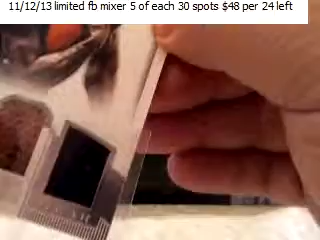 11/12/13 limited fb mixer 5 of each 30 spots $48 per 24 left